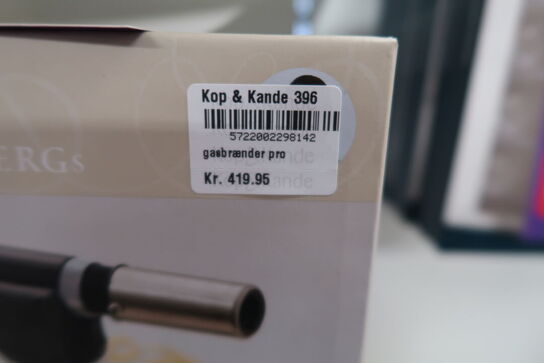 Kop & Kande 396
5722002298142
gasbrænder pro
Kr. 419.95
ERGs